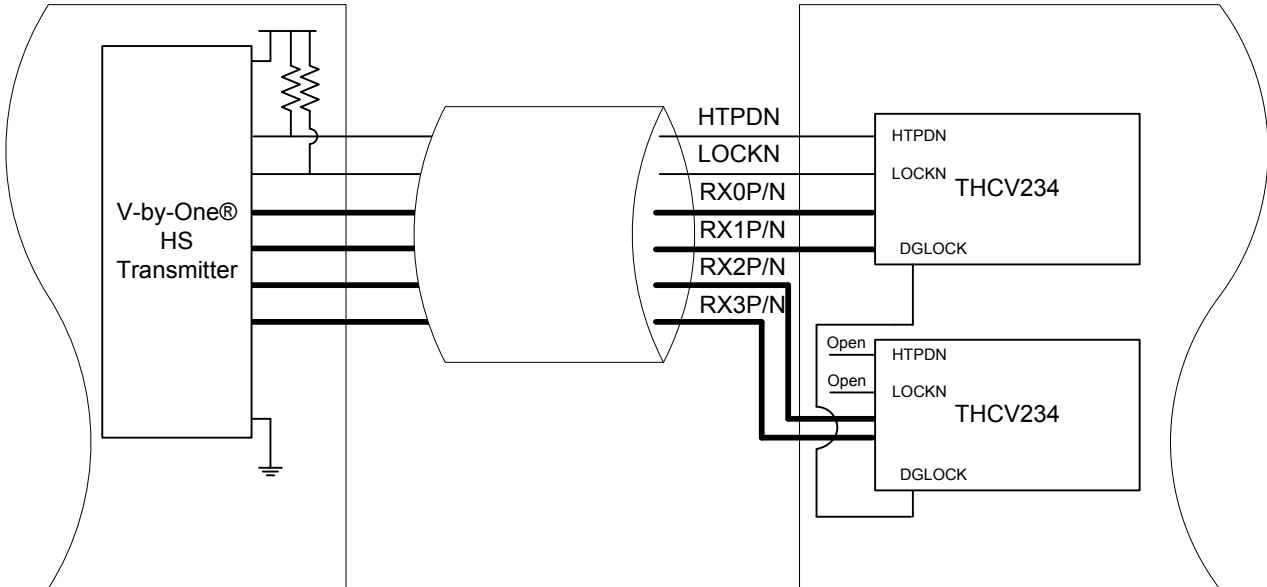 V-by-One®
HS
Transmitter
HTPDN
LOCKN
RX0P/N
RX1P/N
RX2P/N
RX3P/N
HTPDN
LOCKN
THCV234
DGLOCK
Open
HTPDN
Open
LOCKN
THCV234
DGLOCK